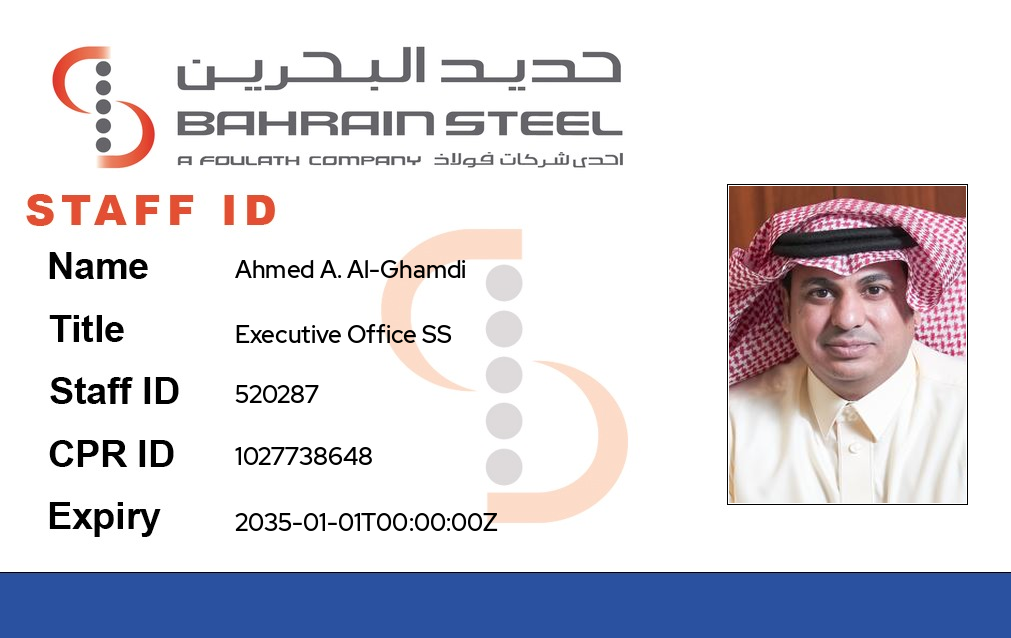 حديد البحرين
BAHRAIN STEEL
A FOULATH COMPANY احدى شركات فولاذ
STAFF ID
Name Ahmed A. Al-Ghamdi
Title Executive Office SS
Staff ID 520287
CPR ID 1027738648
Expiry 2035-01-01T00:00:00Z